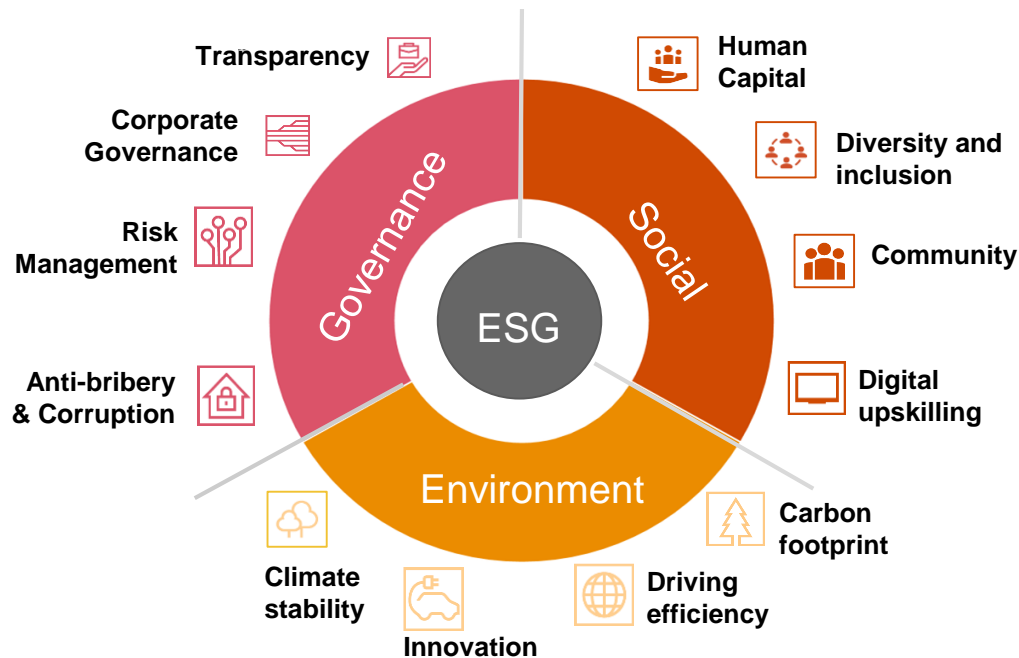 Transparency
Corporate
Governance
Risk
Management
Anti-bribery
& Corruption
Governance
ESG
Social
Human
Capital
Diversity and
inclusion
Community
Digital
upskilling
Environment
Climate
stability
Innovation
Driving
efficiency
Carbon
footprint